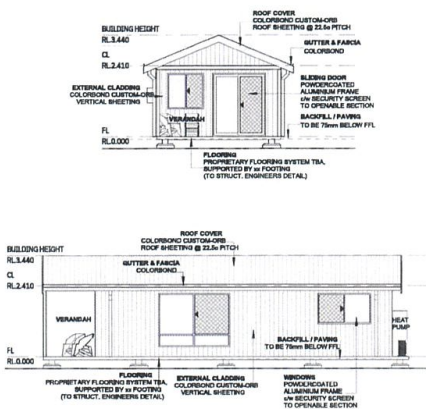 ROOF COVER
COLORBOND CUSTOM-ORB
ROOF SHEETING @ 22.5o PITCH
BUILDING HEIGHT
RL.3.440
GUTTER & FASCIA
COLORBOND
CL
RL.2.410
SLIDING DOOR
POWDERCOATED
ALUMINIUM FRAME
c/w SECURITY SCREEN
TO OPENABLE SECTION
EXTERNAL CLADDING
COLORBOND CUSTOM-ORB
VERTICAL SHEETING
VERANDAH
BACKFILL / PAVING
TO BE 75mm BELOW FFL
FL
RL.0.000
FLOORING
PROPRIETARY FLOORING SYSTEM TBA,
SUPPORTED BY xx FOOTING
(TO STRUCT. ENGINEERS DETAIL)
ROOF COVER
COLORBOND CUSTOM-ORB
ROOF SHEETING @ 22.5o PITCH
BUILDING HEIGHT
RL.3.440
GUTTER & FASCIA
COLORBOND
CL
RL.2.410
VERANDAH
HEAT
PUMP
BACKFILL / PAVING
TO BE 75mm BELOW FFL
FL
RL.0.000
FLOORING
PROPRIETARY FLOORING SYSTEM TBA,
SUPPORTED BY xx FOOTING
(TO STRUCT. ENGINEERS DETAIL)
EXTERNAL CLADDING
COLORBOND CUSTOM-ORB
VERTICAL SHEETING
WINDOWS
POWDERCOATED
ALUMINIUM FRAME
c/w SECURITY SCREEN
TO OPENABLE SECTION